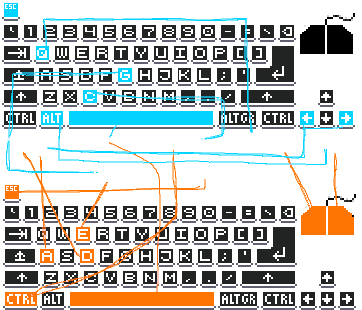 ESC
' 1 2 3 4 5 6 7 8 9 0 - =
Q W E R T Y U I O P [ ]
A S D F G H J K L ; '
Z X C V B N M , . /
CTRL ALT ALTGR CTRL
ESC
' 1 2 3 4 5 6 7 8 9 0 - =
Q W E R T Y U I O P [ ]
A S D F G H J K L ; '
Z X C V B N M , . /
CTRL ALT ALTGR CTRL